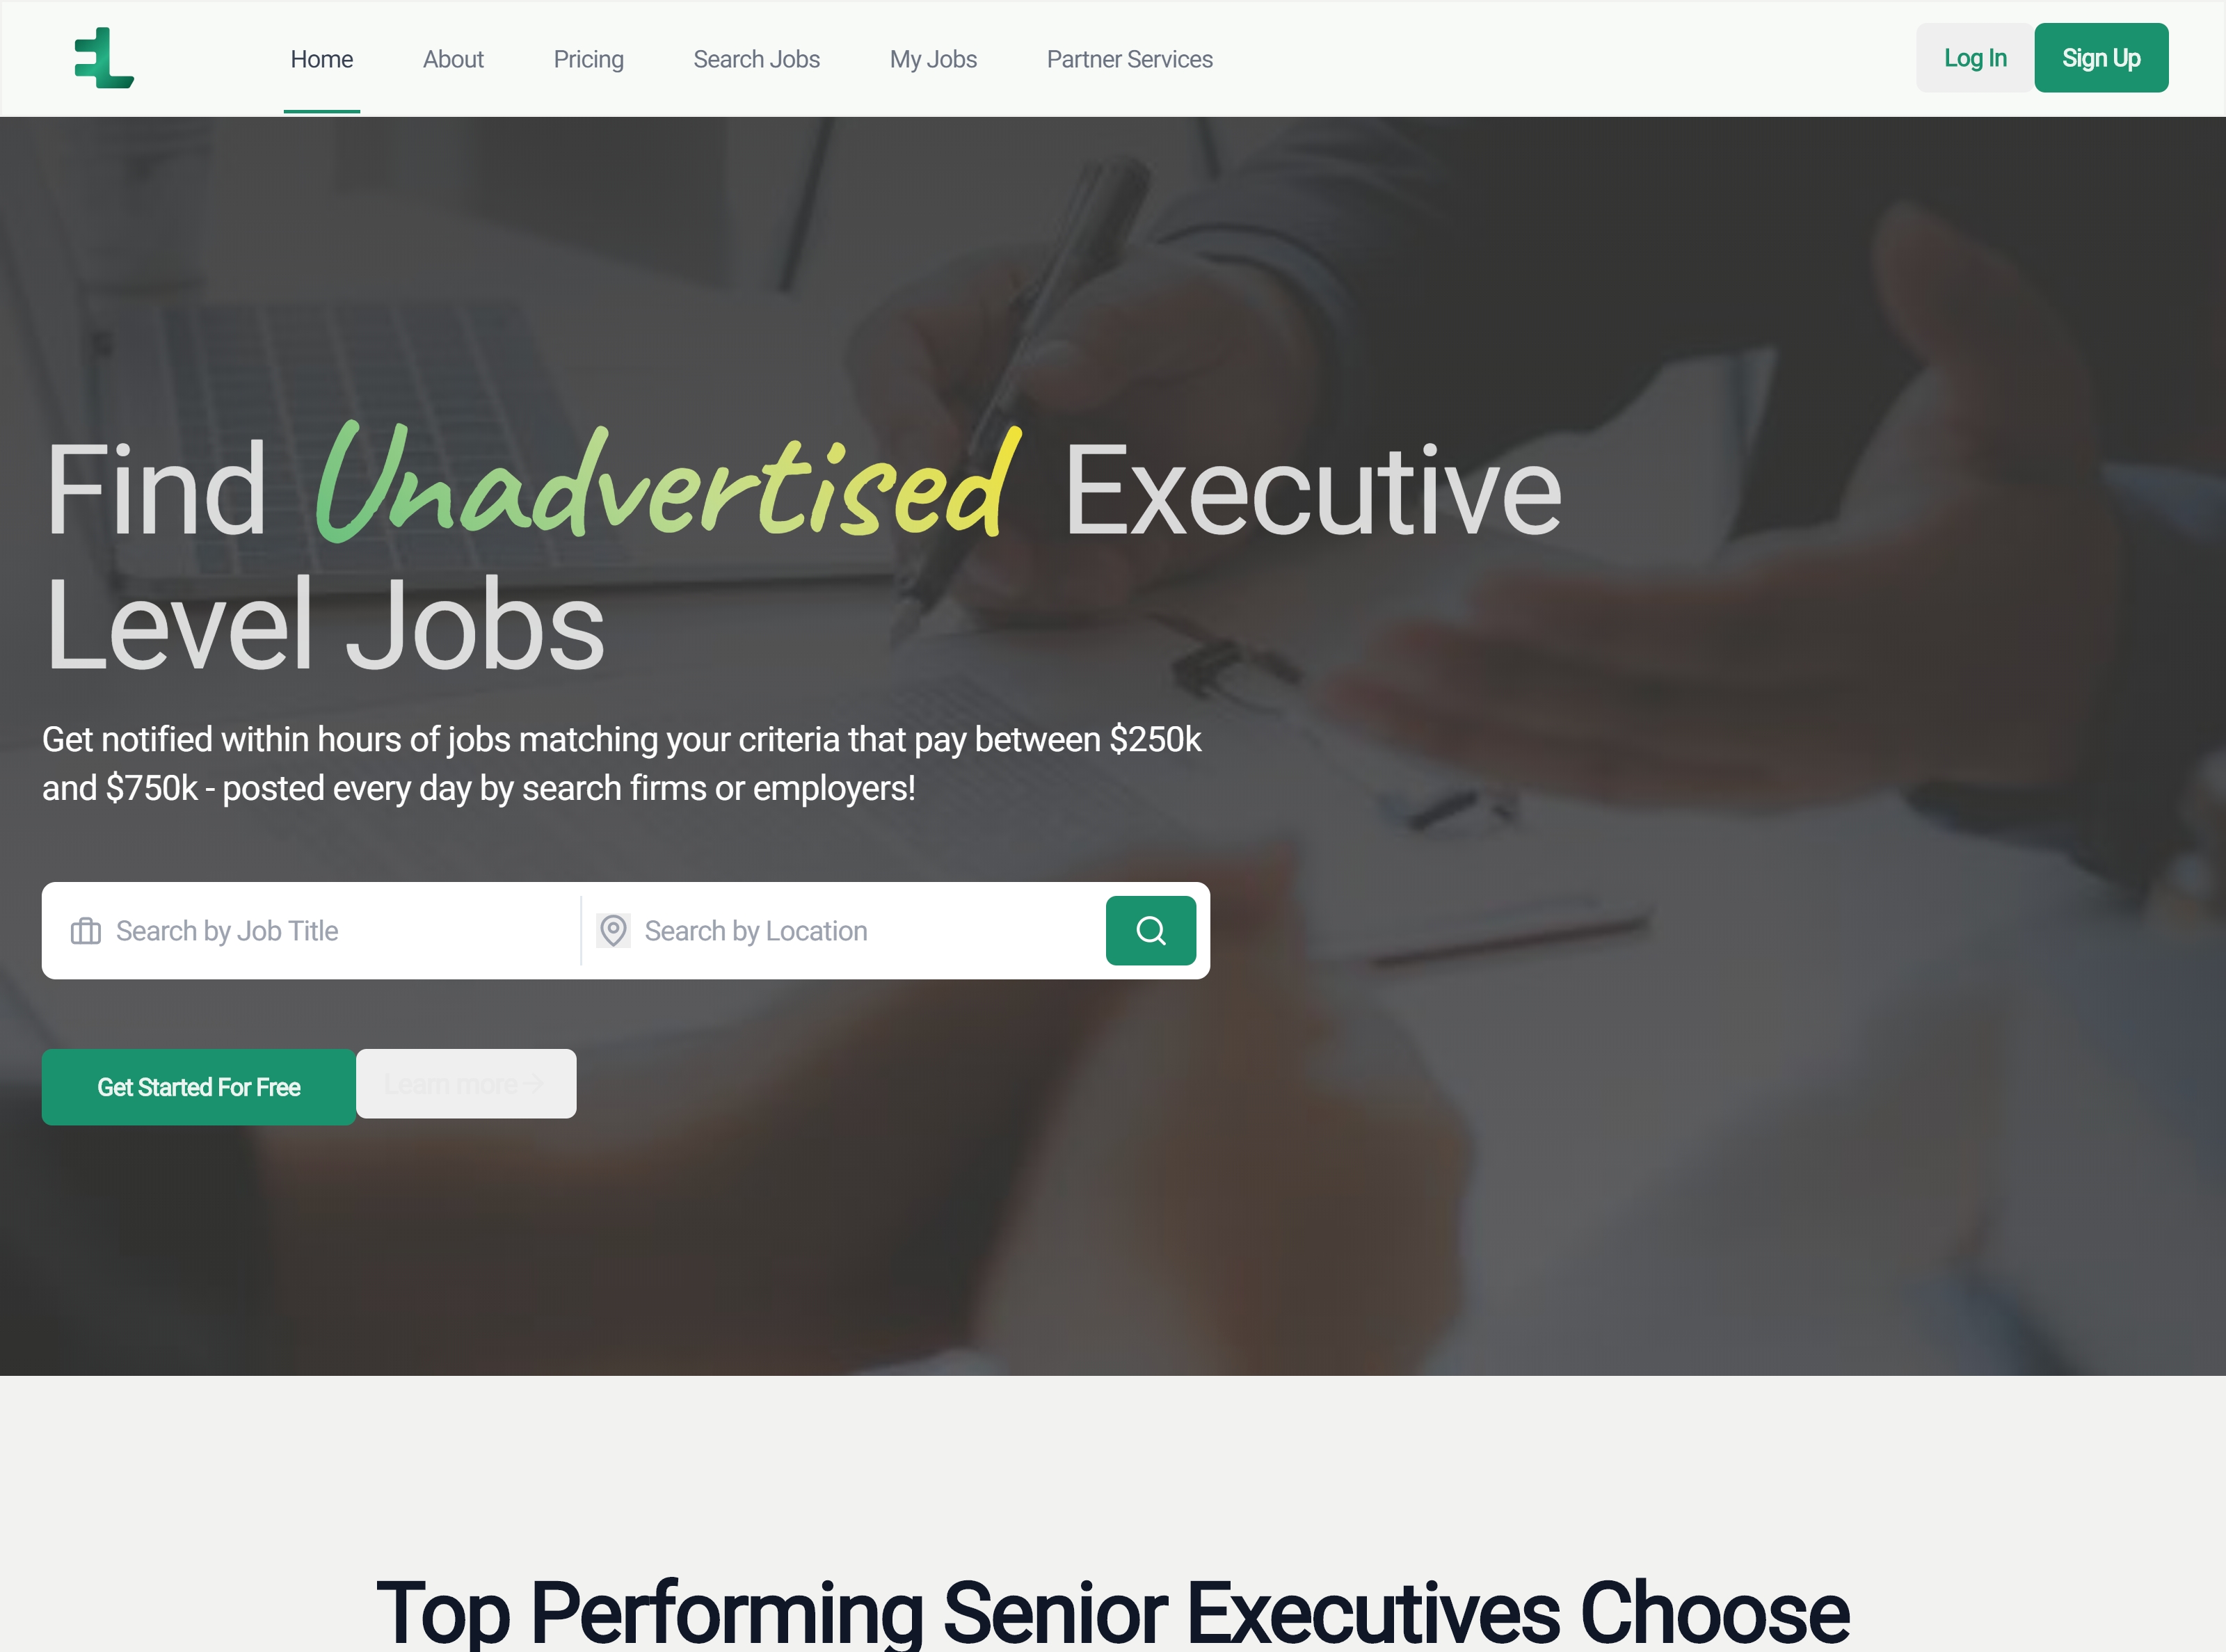 Home About Pricing Search Jobs My Jobs Partner Services Log In Sign Up
Find Unadvertised Executive
Level Jobs
Get notified within hours of jobs matching your criteria that pay between $250k
and $750k - posted every day by search firms or employers!
Search by Job Title Search by Location
Get Started For Free Learn more →
Top Performing Senior Executives Choose